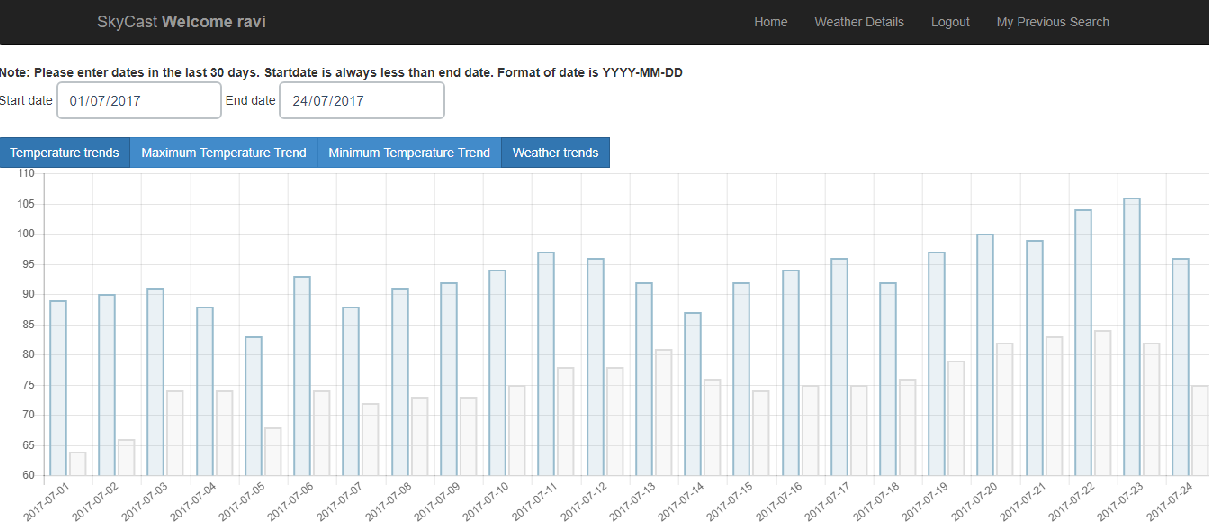 SkyCast Welcome ravi Home Weather Details Logout My Previous Search
Note: Please enter dates in the last 30 days. Startdate is always less than end date. Format of date is YYYY-MM-DD
Start date 01/07/2017 End date 24/07/2017
Temperature trends Maximum Temperature Trend Minimum Temperature Trend Weather trends
110
105
100
95
90
85
80
75
70
65
60
2017-07-01 2017-07-02 2017-07-03 2017-07-04 2017-07-05 2017-07-06 2017-07-07 2017-07-08 2017-07-09 2017-07-10 2017-07-11 2017-07-12 2017-07-13 2017-07-14 2017-07-15 2017-07-16 2017-07-17 2017-07-18 2017-07-19 2017-07-20 2017-07-21 2017-07-22 2017-07-23 2017-07-24